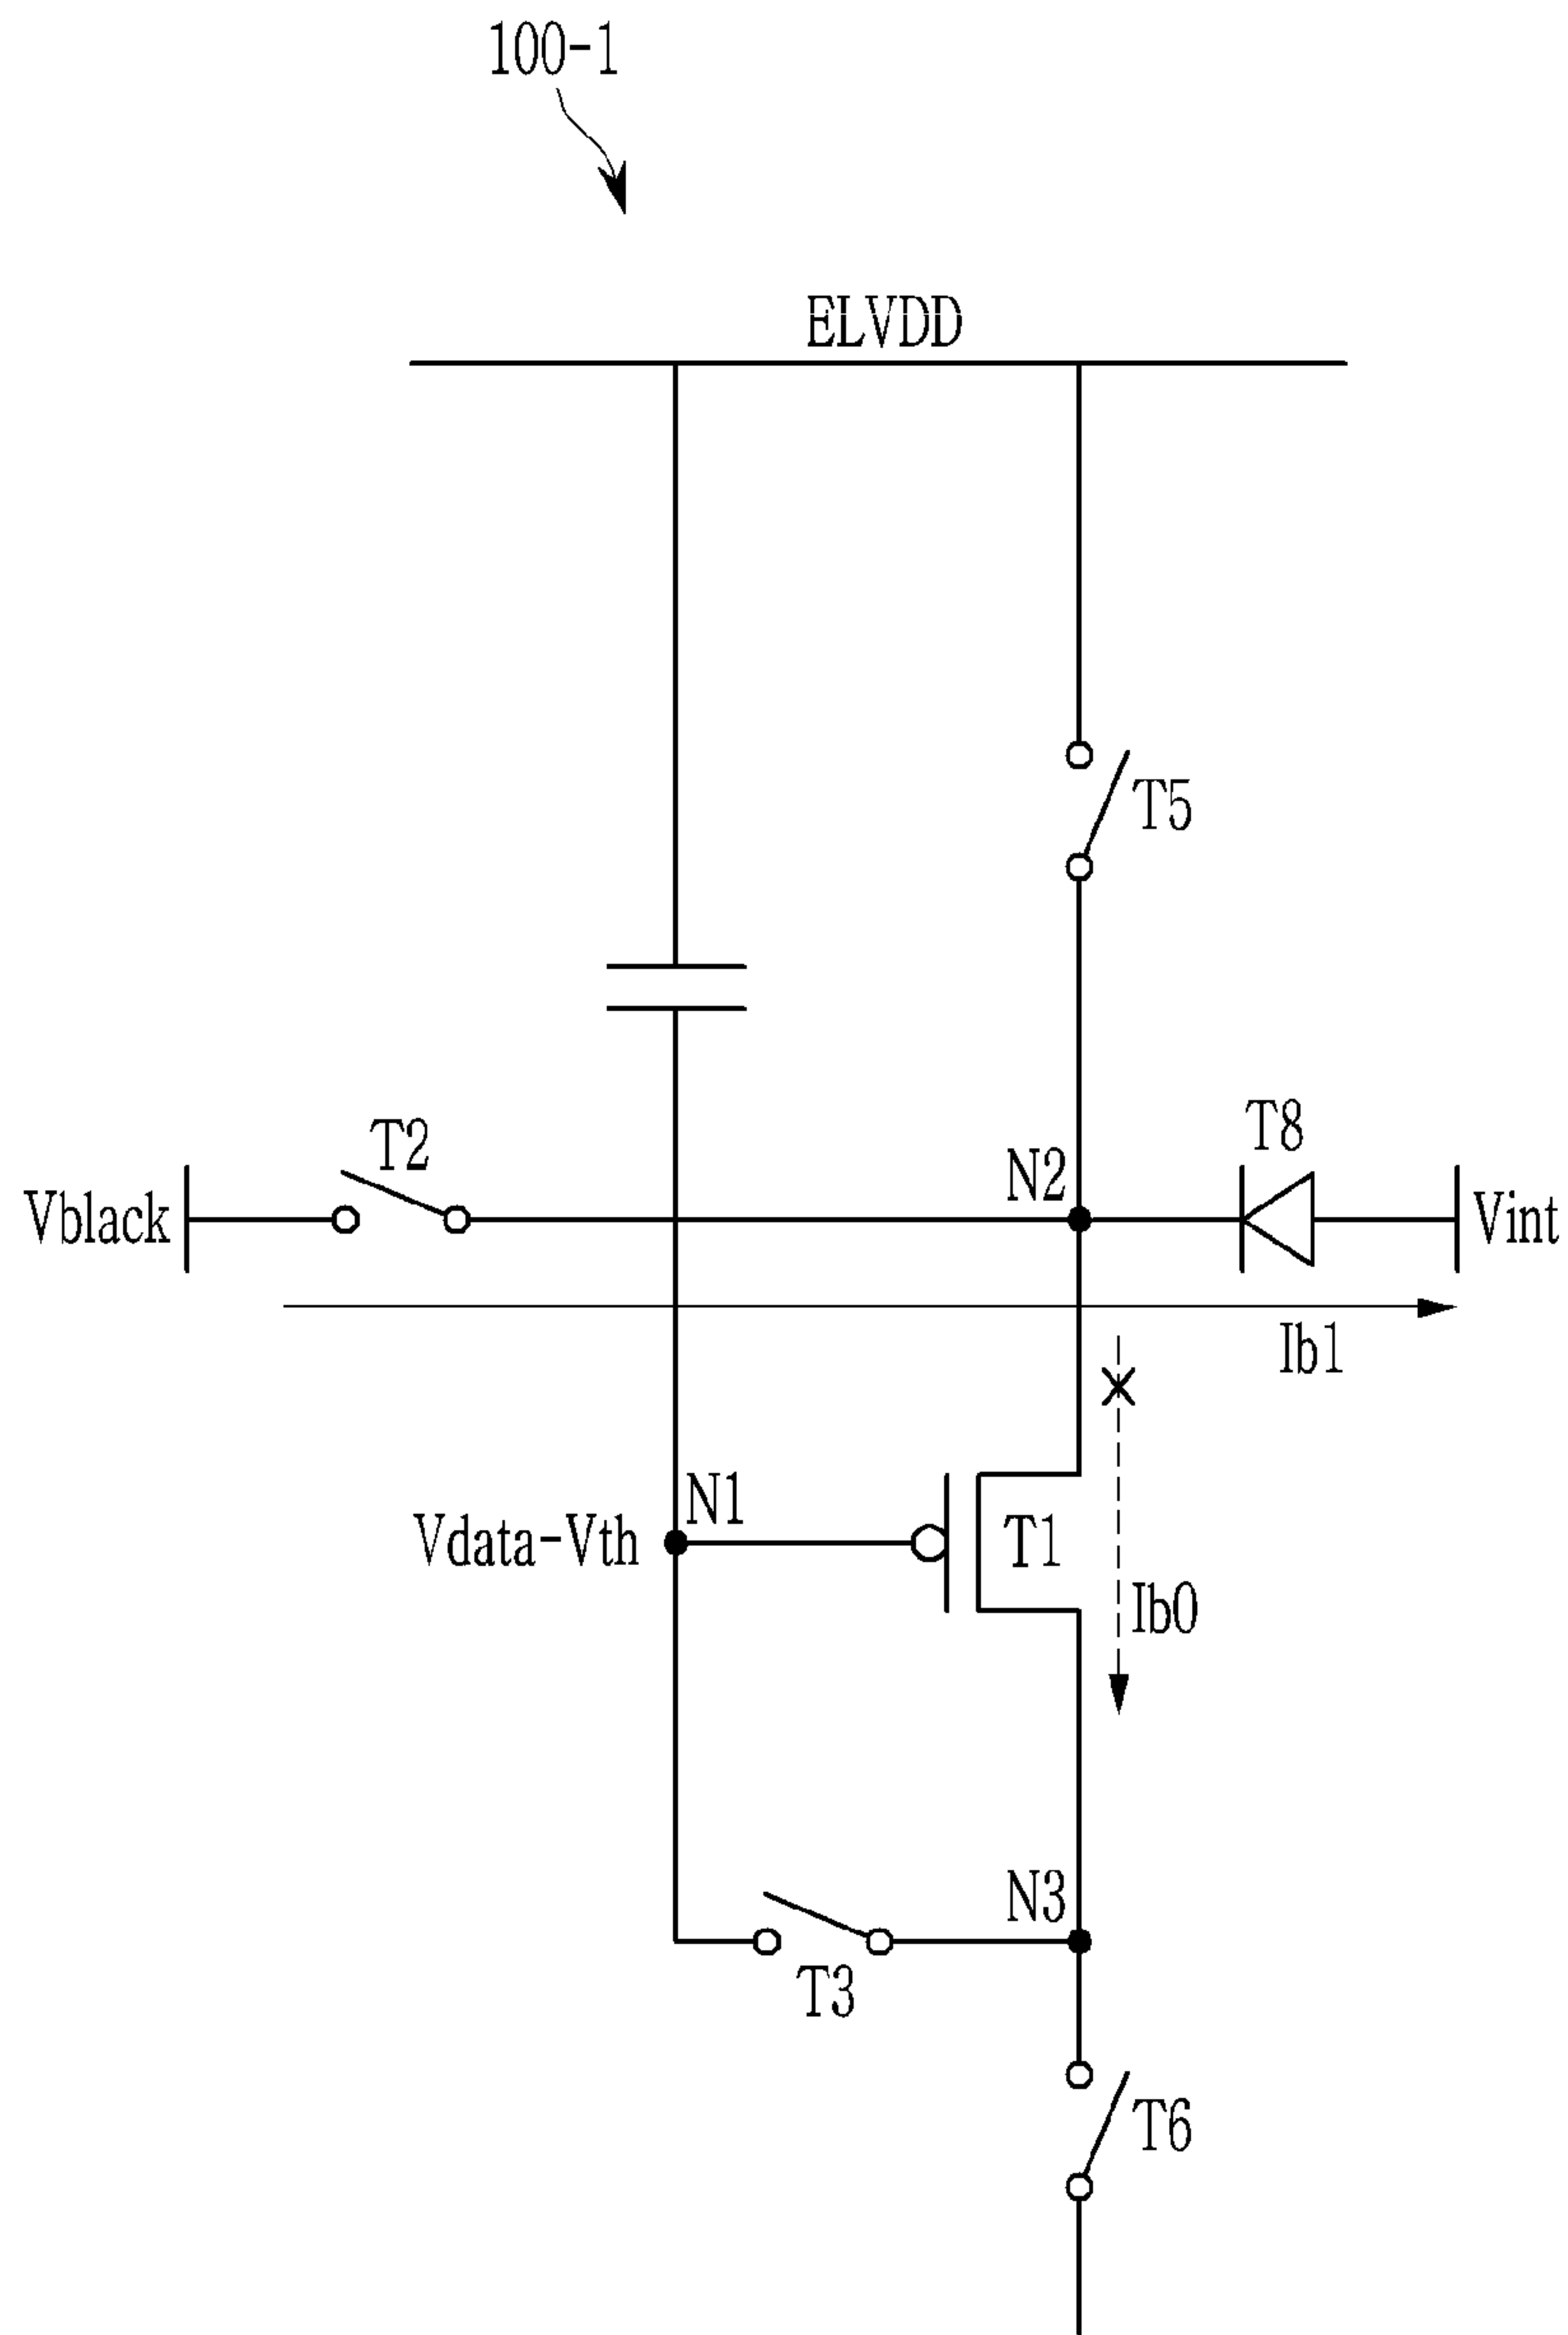 100-1
ELVDD
T5
T2
N2
T8
Vblack
Vint
Ib1
N1
Vdata-Vth
T1
Ib0
N3
T3
T6